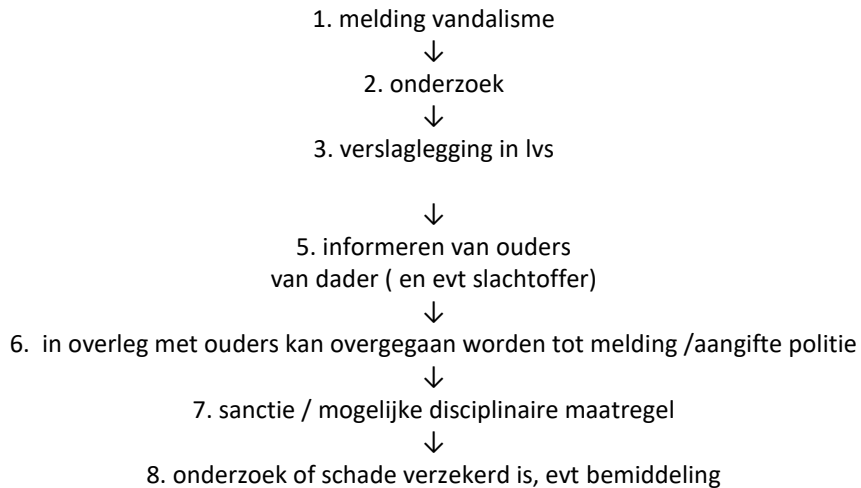 1. melding vandalisme
↓
2. onderzoek
↓
3. verslaglegging in lvs
↓
5. informeren van ouders
van dader ( en evt slachtoffer)
↓
6.  in overleg met ouders kan overgegaan worden tot melding /aangifte politie
↓
7. sanctie / mogelijke disciplinaire maatregel
↓
8. onderzoek of schade verzekerd is, evt bemiddeling